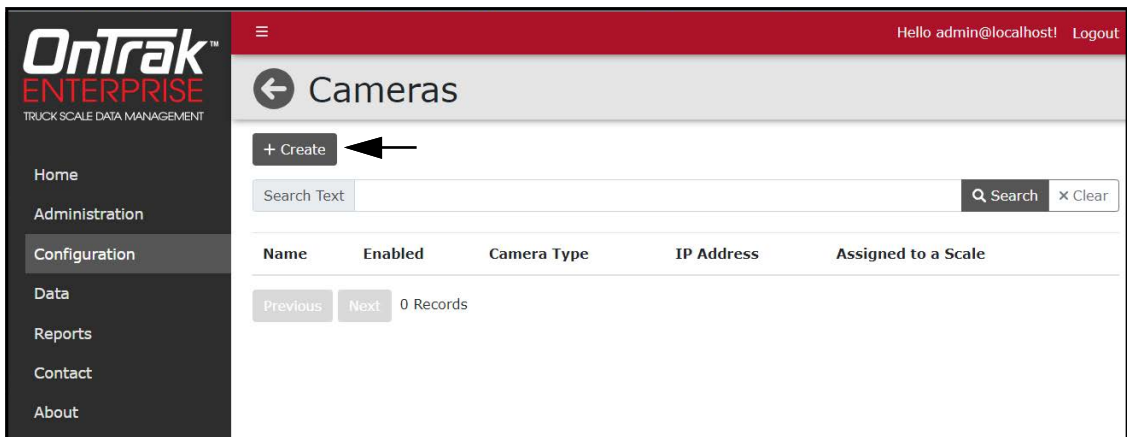 OnTrak™
ENTERPRISE
TRUCK SCALE DATA MANAGEMENT
Home
Administration
Configuration
Data
Reports
Contact
About
Hello admin@localhost! Logout
Cameras
+ Create
Search Text Search × Clear
Name Enabled Camera Type IP Address Assigned to a Scale
Previous Next 0 Records